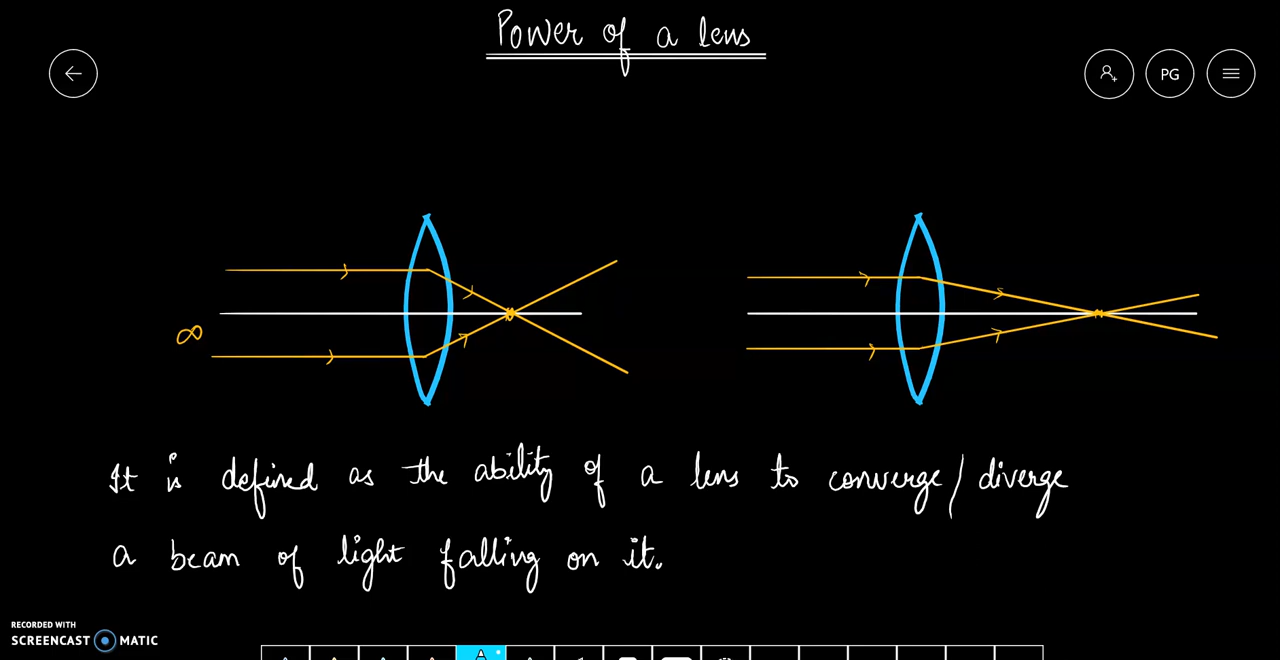 Power of a lens
PG
∞
It is defined as the ability of a lens to converge/diverge
a beam of light falling on it.
RECORDED WITH
SCREENCAST MATIC